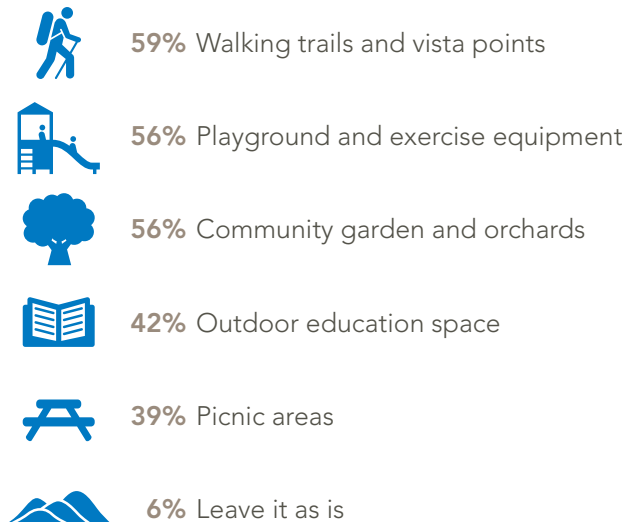 59% Walking trails and vista points
56% Playground and exercise equipment
56% Community garden and orchards
42% Outdoor education space
39% Picnic areas
6% Leave it as is